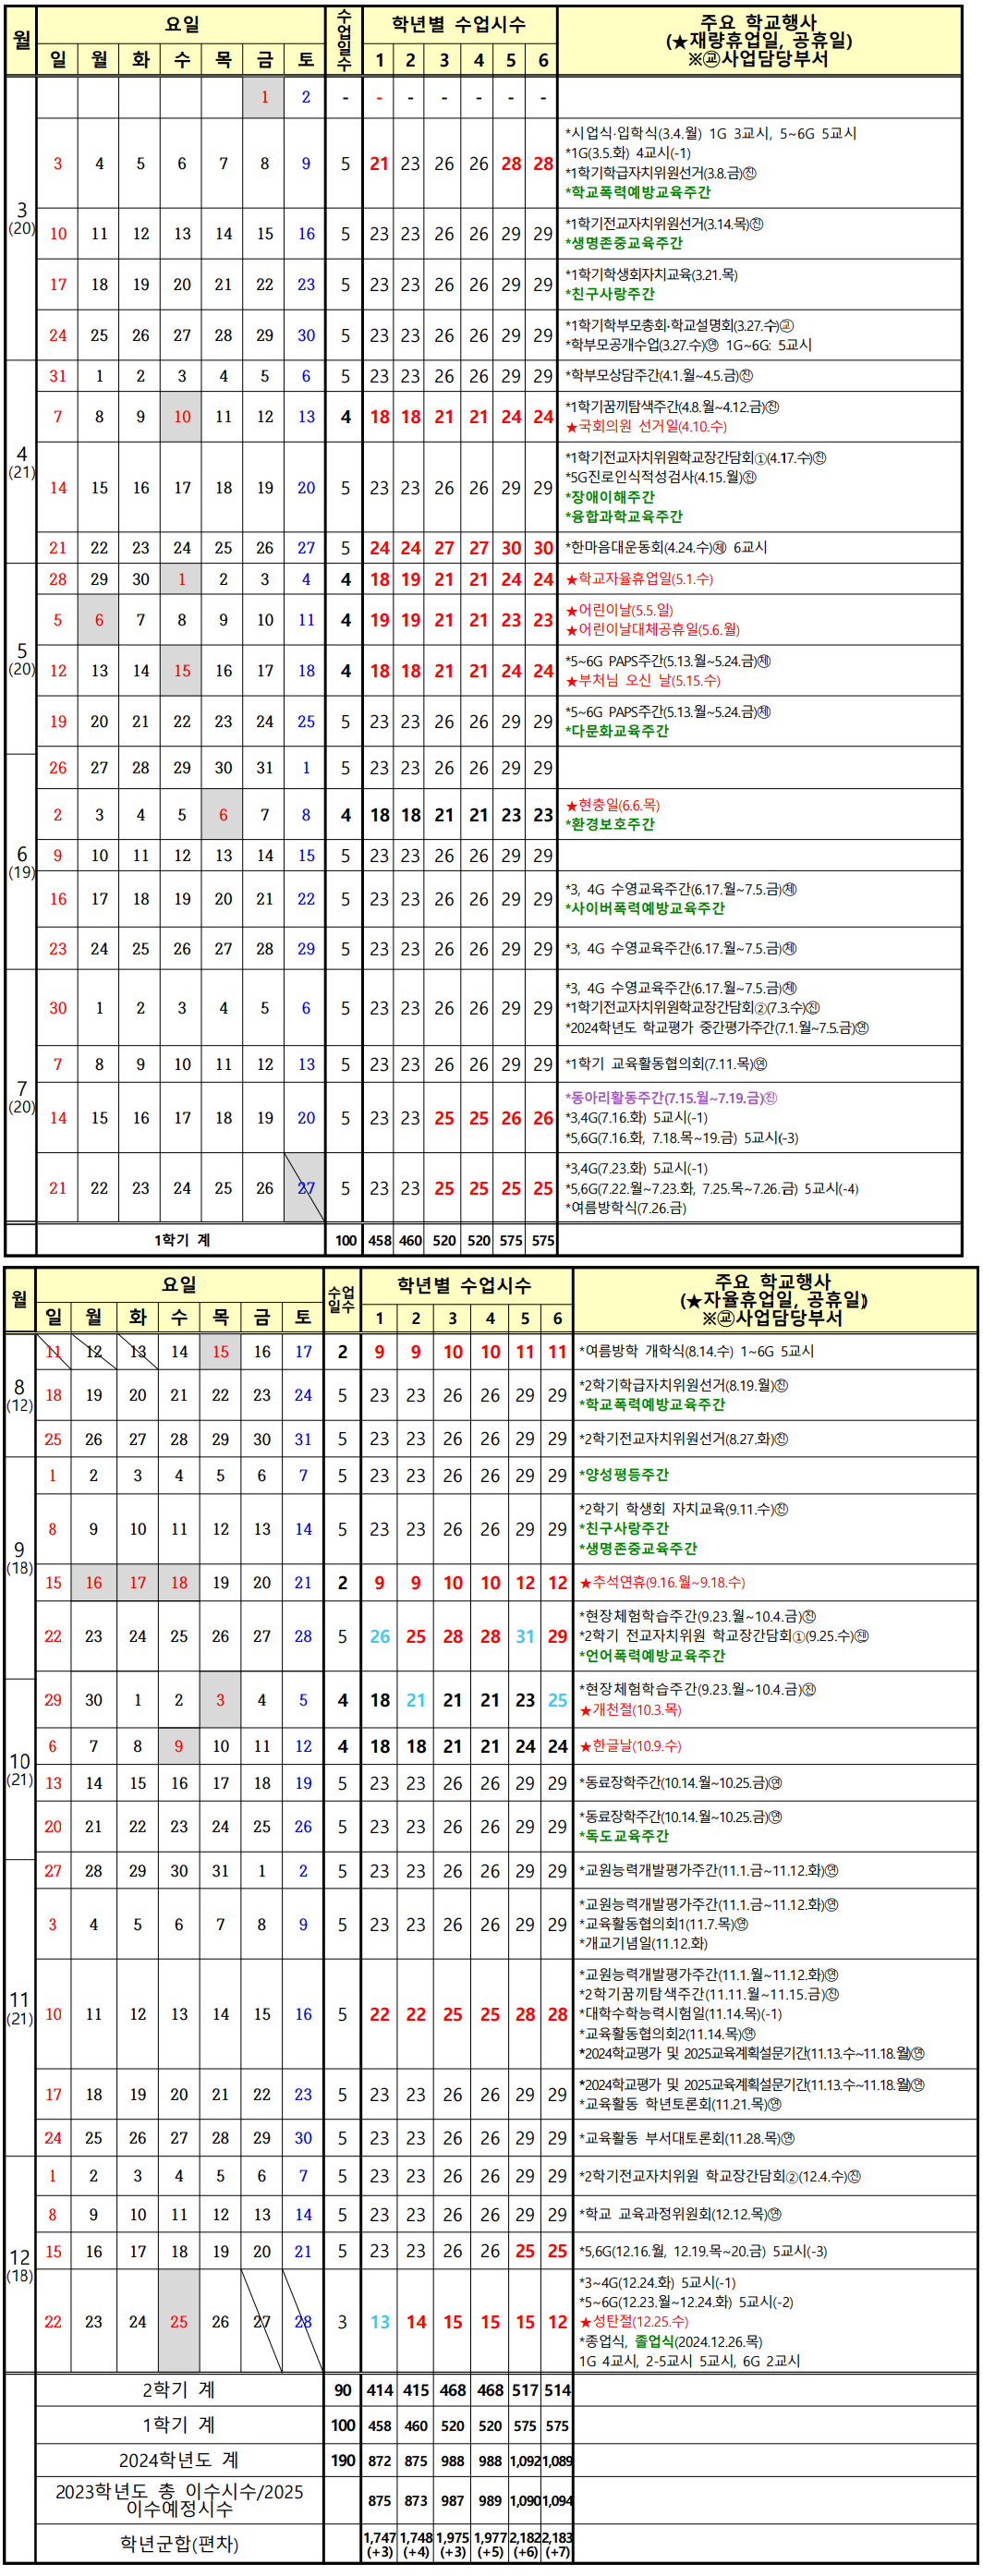 월 요일 수업일수 학년별 수업시수 주요 학교행사
(★재량휴업일, 공휴일)
※㉿사업담당부서
일 월 화 수 목 금 토 1 2 3 4 5 6
3
(20)
1 2 - - - - - - -
3 4 5 6 7 8 9 5 21 23 26 26 28 28
*시업식·입학식(3.4.월) 1G 3교시, 5~6G 5교시
*1G(3.5.화) 4교시(-1)
*1학기학급자치위원선거(3.8.금)
*학교폭력예방교육주간
10 11 12 13 14 15 16 5 23 23 26 26 29 29
*1학기전교자치위원선거(3.14.목)
*생명존중교육주간
17 18 19 20 21 22 23 5 23 23 26 26 29 29
*1학기학생회자치교육(3.21.목)
*친구사랑주간
24 25 26 27 28 29 30 5 23 23 26 26 29 29
*1학기학부모총회·학교설명회(3.27.수)
*학부모공개수업(3.27.수) 1G~6G: 5교시
4
(21)
31 1 2 3 4 5 6 5 23 23 26 26 29 29 *학부모상담주간(4.1.월~4.5.금)
7 8 9 10 11 12 13 4 18 18 21 21 24 24
*1학기꿈끼탐색주간(4.8.월~4.12.금)
★국회의원 선거일(4.10.수)
14 15 16 17 18 19 20 5 23 23 26 26 29 29
*1학기전교자치위원학교장간담회①(4.17.수)
*5G진로인식적성검사(4.15.월)
*장애이해주간
*융합과학교육주간
21 22 23 24 25 26 27 5 24 24 27 27 30 30 *한마음대운동회(4.24.수) 6교시
5
(20)
28 29 30 1 2 3 4 4 18 19 21 21 24 24 ★학교자율휴업일(5.1.수)
5 6 7 8 9 10 11 4 19 19 21 21 23 23
★어린이날(5.5.일)
★어린이날대체공휴일(5.6.월)
12 13 14 15 16 17 18 4 18 18 21 21 24 24
*5~6G PAPS주간(5.13.월~5.24.금)
★부처님 오신 날(5.15.수)
19 20 21 22 23 24 25 5 23 23 26 26 29 29
*5~6G PAPS주간(5.13.월~5.24.금)
*다문화교육주간
6
(19)
26 27 28 29 30 31 1 5 23 23 26 26 29 29
2 3 4 5 6 7 8 4 18 18 21 21 23 23
★현충일(6.6.목)
*환경보호주간
9 10 11 12 13 14 15 5 23 23 26 26 29 29
16 17 18 19 20 21 22 5 23 23 26 26 29 29
*3, 4G 수영교육주간(6.17.월~7.5.금)
*사이버폭력예방교육주간
23 24 25 26 27 28 29 5 23 23 26 26 29 29 *3, 4G 수영교육주간(6.17.월~7.5.금)
7
(20)
30 1 2 3 4 5 6 5 23 23 26 26 29 29
*3, 4G 수영교육주간(6.17.월~7.5.금)
*1학기전교자치위원학교장간담회②(7.3.수)
*2024학년도 학교평가 중간평가주간(7.1.월~7.5.금)
7 8 9 10 11 12 13 5 23 23 26 26 29 29 *1학기 교육활동협의회(7.11.목)
14 15 16 17 18 19 20 5 23 23 25 25 26 26
*동아리활동주간(7.15.월~7.19.금)
*3,4G(7.16.화) 5교시(-1)
*5,6G(7.16.화, 7.18.목~19.금) 5교시(-3)
21 22 23 24 25 26 27 5 23 23 25 25 25 25
*3,4G(7.23.화) 5교시(-1)
*5,6G(7.22.월~7.23.화, 7.25.목~7.26.금) 5교시(-4)
*여름방학식(7.26.금)
1학기 계 100 458 460 520 520 575 575
월 요일 수업일수 학년별 수업시수 주요 학교행사
(★자율휴업일, 공휴일)
※사업담당부서
일 월 화 수 목 금 토 1 2 3 4 5 6
8
(12)
11 12 13 14 15 16 17 2 9 9 10 10 11 11 *여름방학 개학식(8.14.수) 1~6G 5교시
18 19 20 21 22 23 24 5 23 23 26 26 29 29
*2학기학급자치위원선거(8.19.월)
*학교폭력예방교육주간
25 26 27 28 29 30 31 5 23 23 26 26 29 29 *2학기전교자치위원선거(8.27.화)
9
(18)
1 2 3 4 5 6 7 5 23 23 26 26 29 29 *양성평등주간
8 9 10 11 12 13 14 5 23 23 26 26 29 29
*2학기 학생회 자치교육(9.11.수)
*친구사랑주간
*생명존중교육주간
15 16 17 18 19 20 21 2 9 9 10 10 12 12 ★추석연휴(9.16.월~9.18.수)
22 23 24 25 26 27 28 5 26 25 28 28 31 29
*현장체험학습주간(9.23.월~10.4.금)
*2학기 전교자치위원 학교장간담회①(9.25.수)
*언어폭력예방교육주간
10
(21)
29 30 1 2 3 4 5 4 18 21 21 21 23 25
*현장체험학습주간(9.23.월~10.4.금)
★개천절(10.3.목)
6 7 8 9 10 11 12 4 18 18 21 21 24 24 ★한글날(10.9.수)
13 14 15 16 17 18 19 5 23 23 26 26 29 29 *동료장학주간(10.14.월~10.25.금)
20 21 22 23 24 25 26 5 23 23 26 26 29 29
*동료장학주간(10.14.월~10.25.금)
*독도교육주간
11
(21)
27 28 29 30 31 1 2 5 23 23 26 26 29 29 *교원능력개발평가주간(11.1.금~11.12.화)
3 4 5 6 7 8 9 5 23 23 26 26 29 29
*교원능력개발평가주간(11.1.금~11.12.화)
*교육활동협의회1(11.7.목)
*개교기념일(11.12.화)
10 11 12 13 14 15 16 5 22 22 25 25 28 28
*교원능력개발평가주간(11.1.월~11.12.화)
*2학기꿈끼탐색주간(11.11.월~11.15.금)
*대학수학능력시험일(11.14.목)(-1)
*교육활동협의회2(11.14.목)
*2024학교평가 및 2025교육계획설문기간(11.13.수~11.18.월)
17 18 19 20 21 22 23 5 23 23 26 26 29 29
*2024학교평가 및 2025교육계획설문기간(11.13.수~11.18.월)
*교육활동 학년토론회(11.21.목)
24 25 26 27 28 29 30 5 23 23 26 26 29 29 *교육활동 부서대토론회(11.28.목)
12
(18)
1 2 3 4 5 6 7 5 23 23 26 26 29 29 *2학기전교자치위원 학교장간담회②(12.4.수)
8 9 10 11 12 13 14 5 23 23 26 26 29 29 *학교 교육과정위원회(12.12.목)
15 16 17 18 19 20 21 5 23 23 26 26 25 25 *5,6G(12.16.월, 12.19.목~20.금) 5교시(-3)
22 23 24 25 26 27 28 3 13 14 15 15 15 12
*3~4G(12.24.화) 5교시(-1)
*5~6G(12.23.월~12.24.화) 5교시(-2)
★성탄절(12.25.수)
*종업식, 졸업식(2024.12.26.목)
1G 4교시, 2-5교시 5교시, 6G 2교시
2학기 계 90 414 415 468 468 517 514
1학기 계 100 458 460 520 520 575 575
2024학년도 계 190 872 875 988 988 1,092 1,089
2023학년도 총 이수시수/2025
이수예정시수 875 873 987 989 1,090 1,094
학년군합(편차) 1,747 1,748 1,975 1,977 2,182 2,183
(+3) (+4) (+3) (+5) (+6) (+7)